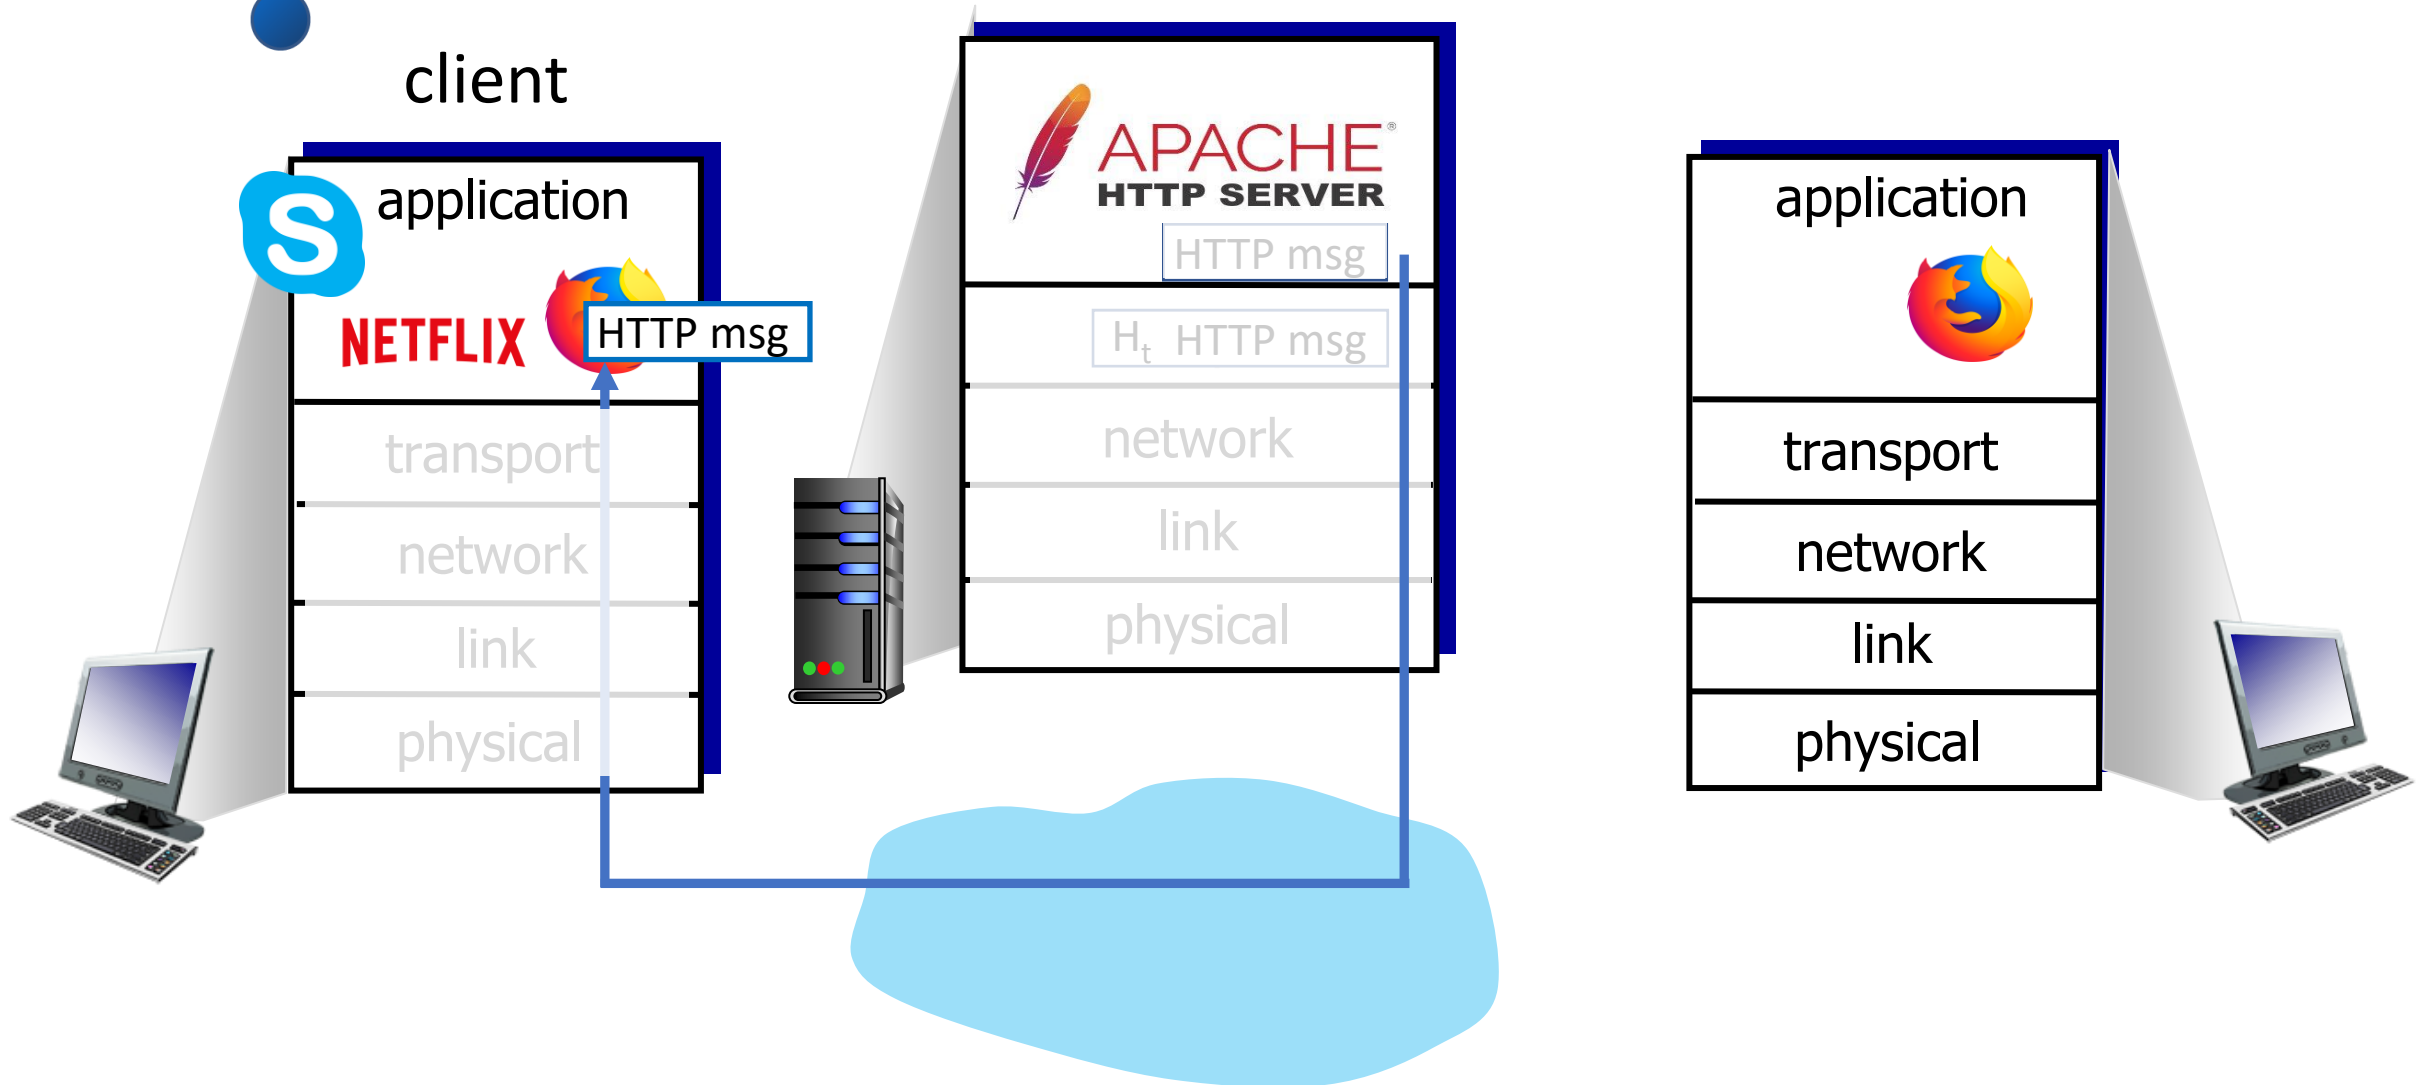 client
application
S
NETFLIX
HTTP msg
transport
network
link
physical
APACHE®
HTTP SERVER
HTTP msg
Ht HTTP msg
network
link
physical
application
transport
network
link
physical